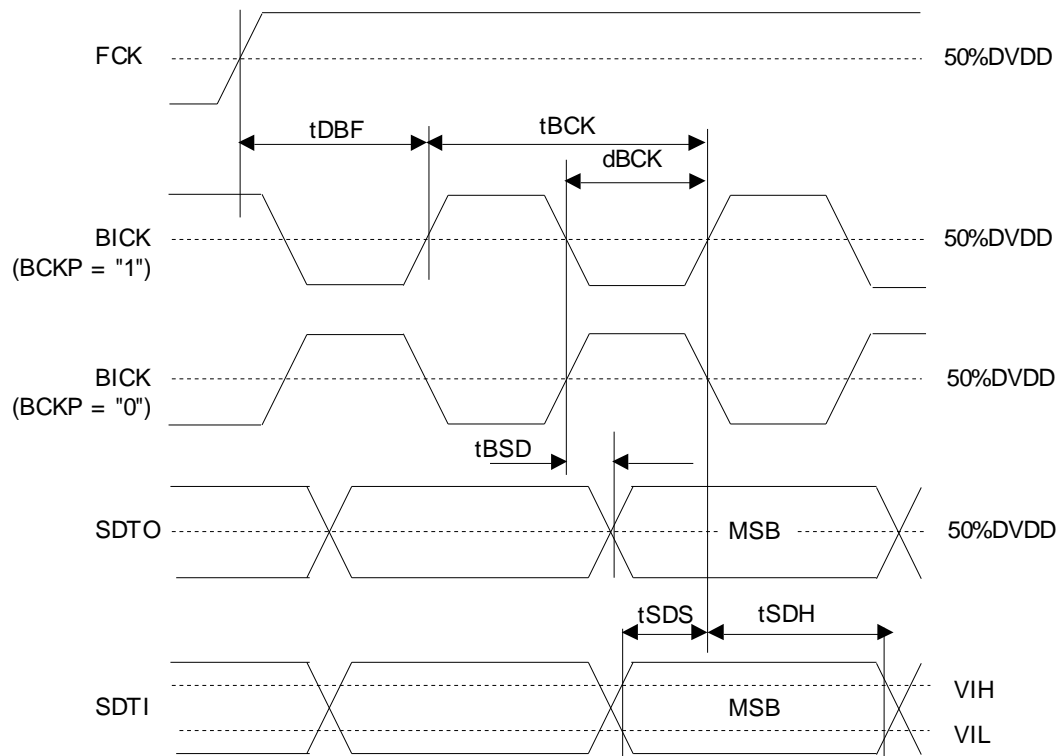 FCK
50%DVDD
tDBF
tBCK
dBCK
BICK
(BCKP = "1")
50%DVDD
BICK
(BCKP = "0")
50%DVDD
tBSD
SDTO
MSB
50%DVDD
tSDS
tSDH
SDTI
MSB
VIH
VIL